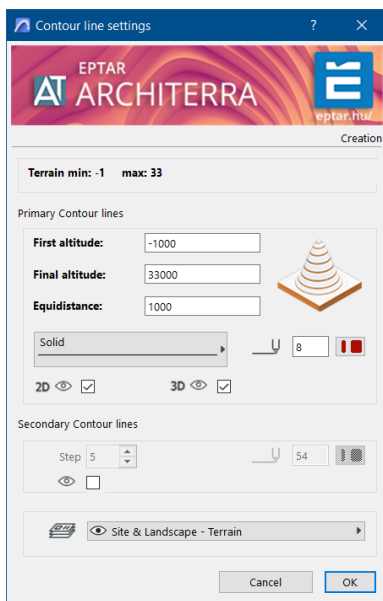 Contour line settings ? ×
EPTAR
AT ARCHITERRA
eptar.hu/
Creation
Terrain min: -1 max: 33
Primary Contour lines
First altitude: -1000
Final altitude: 33000
Equidistance: 1000
Solid 8
2D 3D
Secondary Contour lines
Step 5 54
Site & Landscape - Terrain
Cancel OK